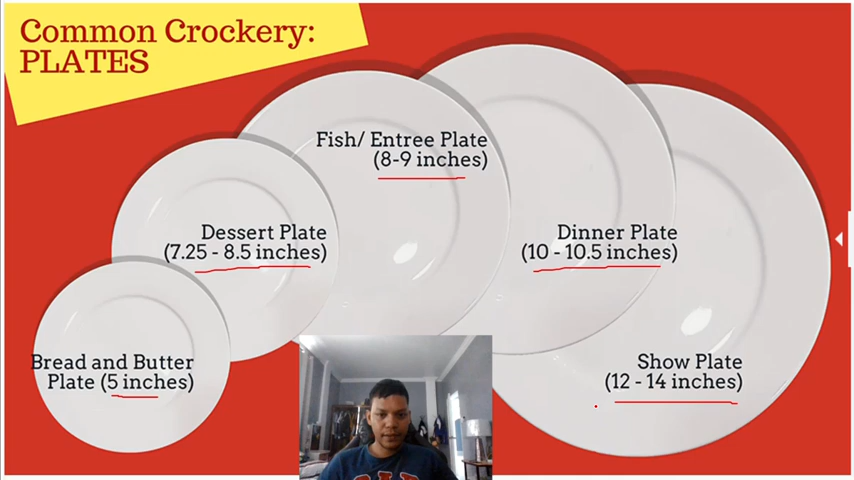 Common Crockery:
PLATES
Fish/ Entree Plate
(8-9 inches)
Dessert Plate
(7.25 - 8.5 inches)
Dinner Plate
(10 - 10.5 inches)
Bread and Butter
Plate (5 inches)
Show Plate
(12 - 14 inches)